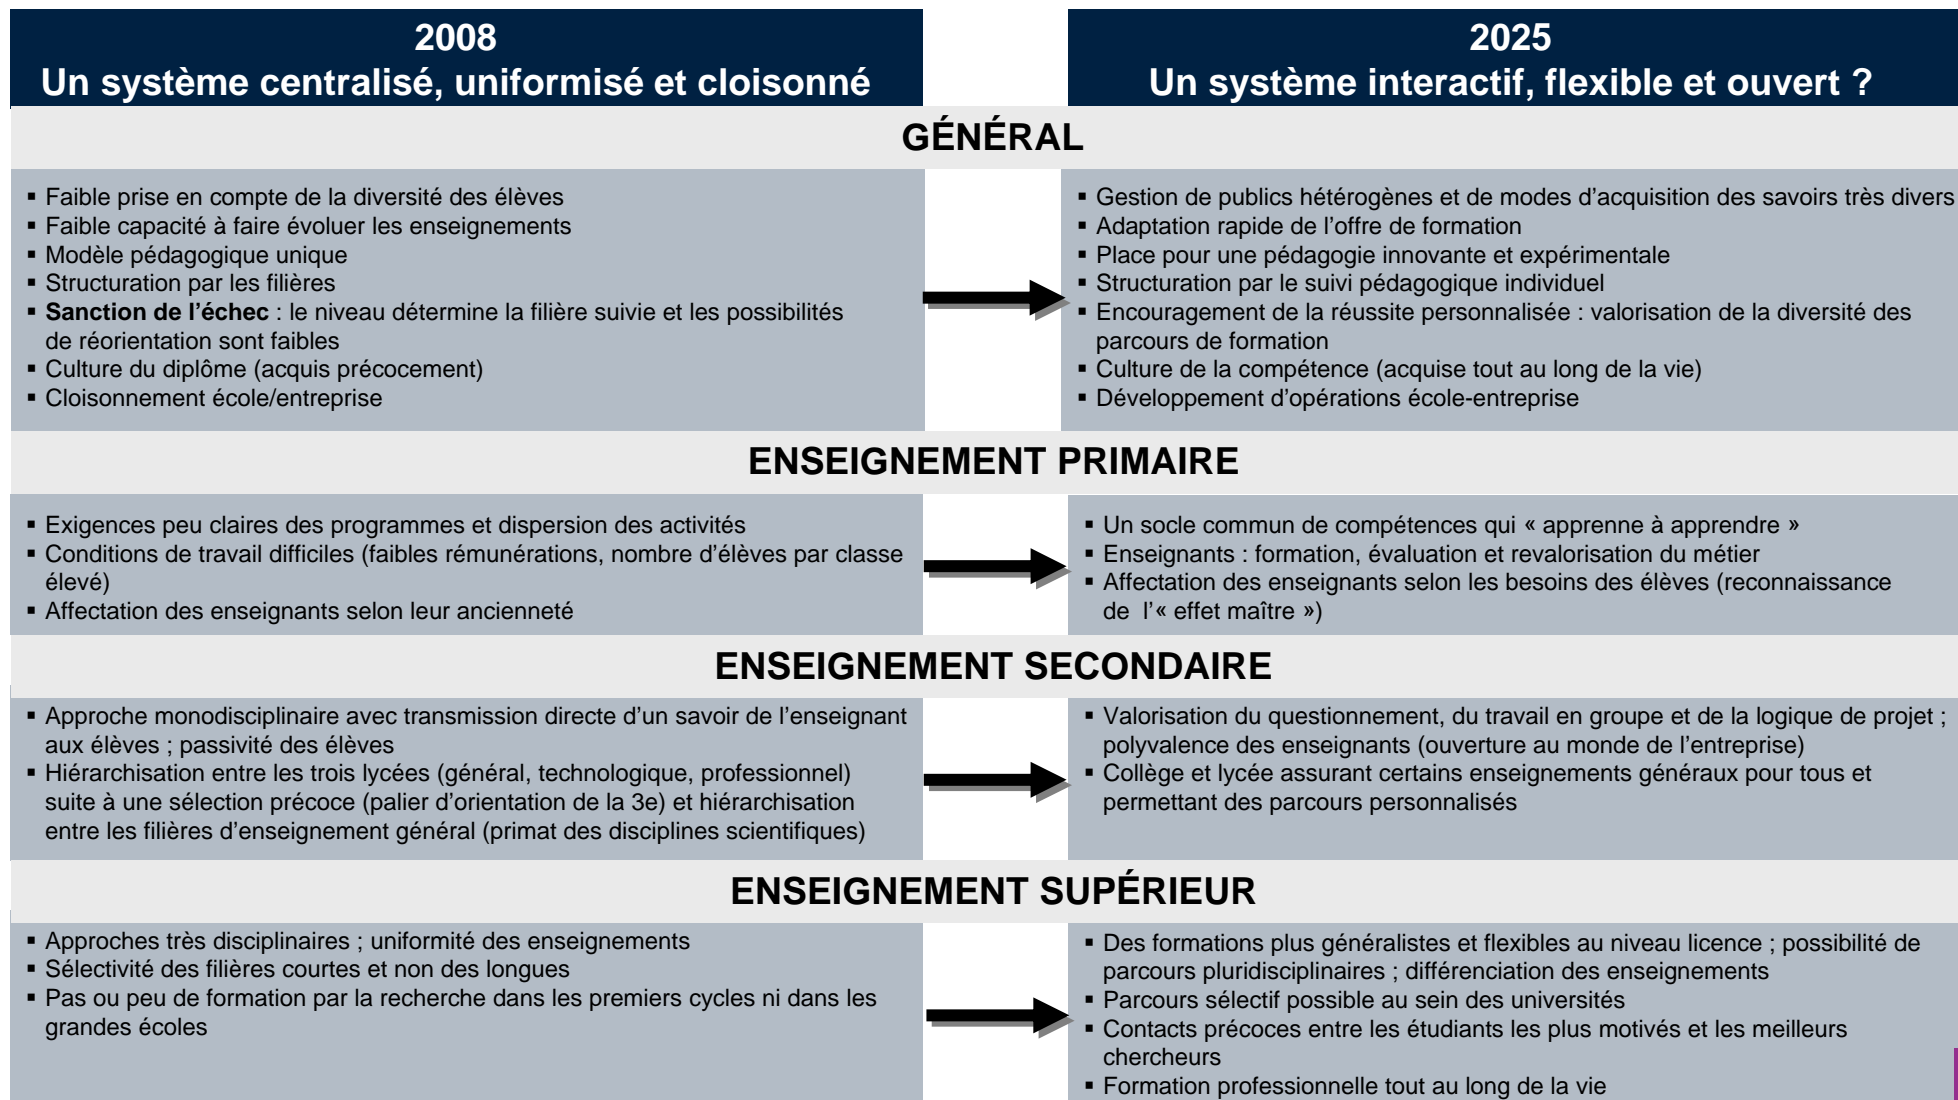 2008
Un système centralisé, uniformisé et cloisonné
2025
Un système interactif, flexible et ouvert ?
GÉNÉRAL
▪ Faible prise en compte de la diversité des élèves
▪ Faible capacité à faire évoluer les enseignements
▪ Modèle pédagogique unique
▪ Structuration par les filières
▪ Sanction de l’échec : le niveau détermine la filière suivie et les possibilités
de réorientation sont faibles
▪ Culture du diplôme (acquis précocement)
▪ Cloisonnement école/entreprise
▪ Gestion de publics hétérogènes et de modes d’acquisition des savoirs très divers
▪ Adaptation rapide de l’offre de formation
▪ Place pour une pédagogie innovante et expérimentale
▪ Structuration par le suivi pédagogique individuel
▪ Encouragement de la réussite personnalisée : valorisation de la diversité des
parcours de formation
▪ Culture de la compétence (acquise tout au long de la vie)
▪ Développement d’opérations école-entreprise
ENSEIGNEMENT PRIMAIRE
▪ Exigences peu claires des programmes et dispersion des activités
▪ Conditions de travail difficiles (faibles rémunérations, nombre d’élèves par classe
élevé)
▪ Affectation des enseignants selon leur ancienneté
▪ Un socle commun de compétences qui « apprenne à apprendre »
▪ Enseignants : formation, évaluation et revalorisation du métier
▪ Affectation des enseignants selon les besoins des élèves (reconnaissance
de l’« effet maître »)
ENSEIGNEMENT SECONDAIRE
▪ Approche monodisciplinaire avec transmission directe d’un savoir de l’enseignant
aux élèves ; passivité des élèves
▪ Hiérarchisation entre les trois lycées (général, technologique, professionnel)
suite à une sélection précoce (palier d’orientation de la 3e) et hiérarchisation
entre les filières d’enseignement général (primat des disciplines scientifiques)
▪ Valorisation du questionnement, du travail en groupe et de la logique de projet ;
polyvalence des enseignants (ouverture au monde de l’entreprise)
▪ Collège et lycée assurant certains enseignements généraux pour tous et
permettant des parcours personnalisés
ENSEIGNEMENT SUPÉRIEUR
▪ Approches très disciplinaires ; uniformité des enseignements
▪ Sélectivité des filières courtes et non des longues
▪ Pas ou peu de formation par la recherche dans les premiers cycles ni dans les
grandes écoles
▪ Des formations plus généralistes et flexibles au niveau licence ; possibilité de
parcours pluridisciplinaires ; différenciation des enseignements
▪ Parcours sélectif possible au sein des universités
▪ Contacts précoces entre les étudiants les plus motivés et les meilleurs
chercheurs
▪ Formation professionnelle tout au long de la vie